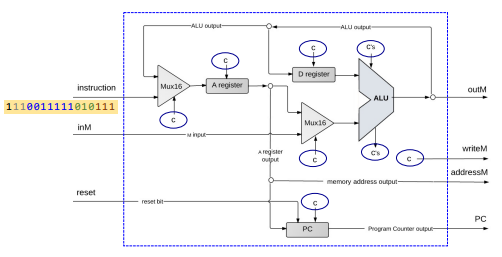 ALU output
ALU output
c
C's
c
D register
instruction
Mux16
A register
ALU
outM
1110011111010111
c
Mux16
inM
M input
writeM
A register
output
c
C's
c
addressM
memory address output
reset
reset bit
c
PC
PC
Program Counter output